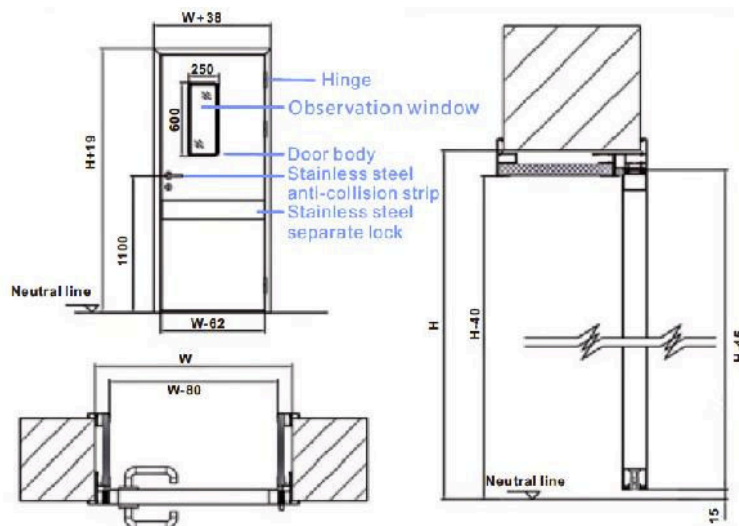 W+38
250
600
H+19
1100
Hinge
Observation window
Door body
Stainless steel
anti-collision strip
Stainless steel
separate lock
Neutral line
W-62
W
W-80
H
H-40
H-45
Neutral line
15